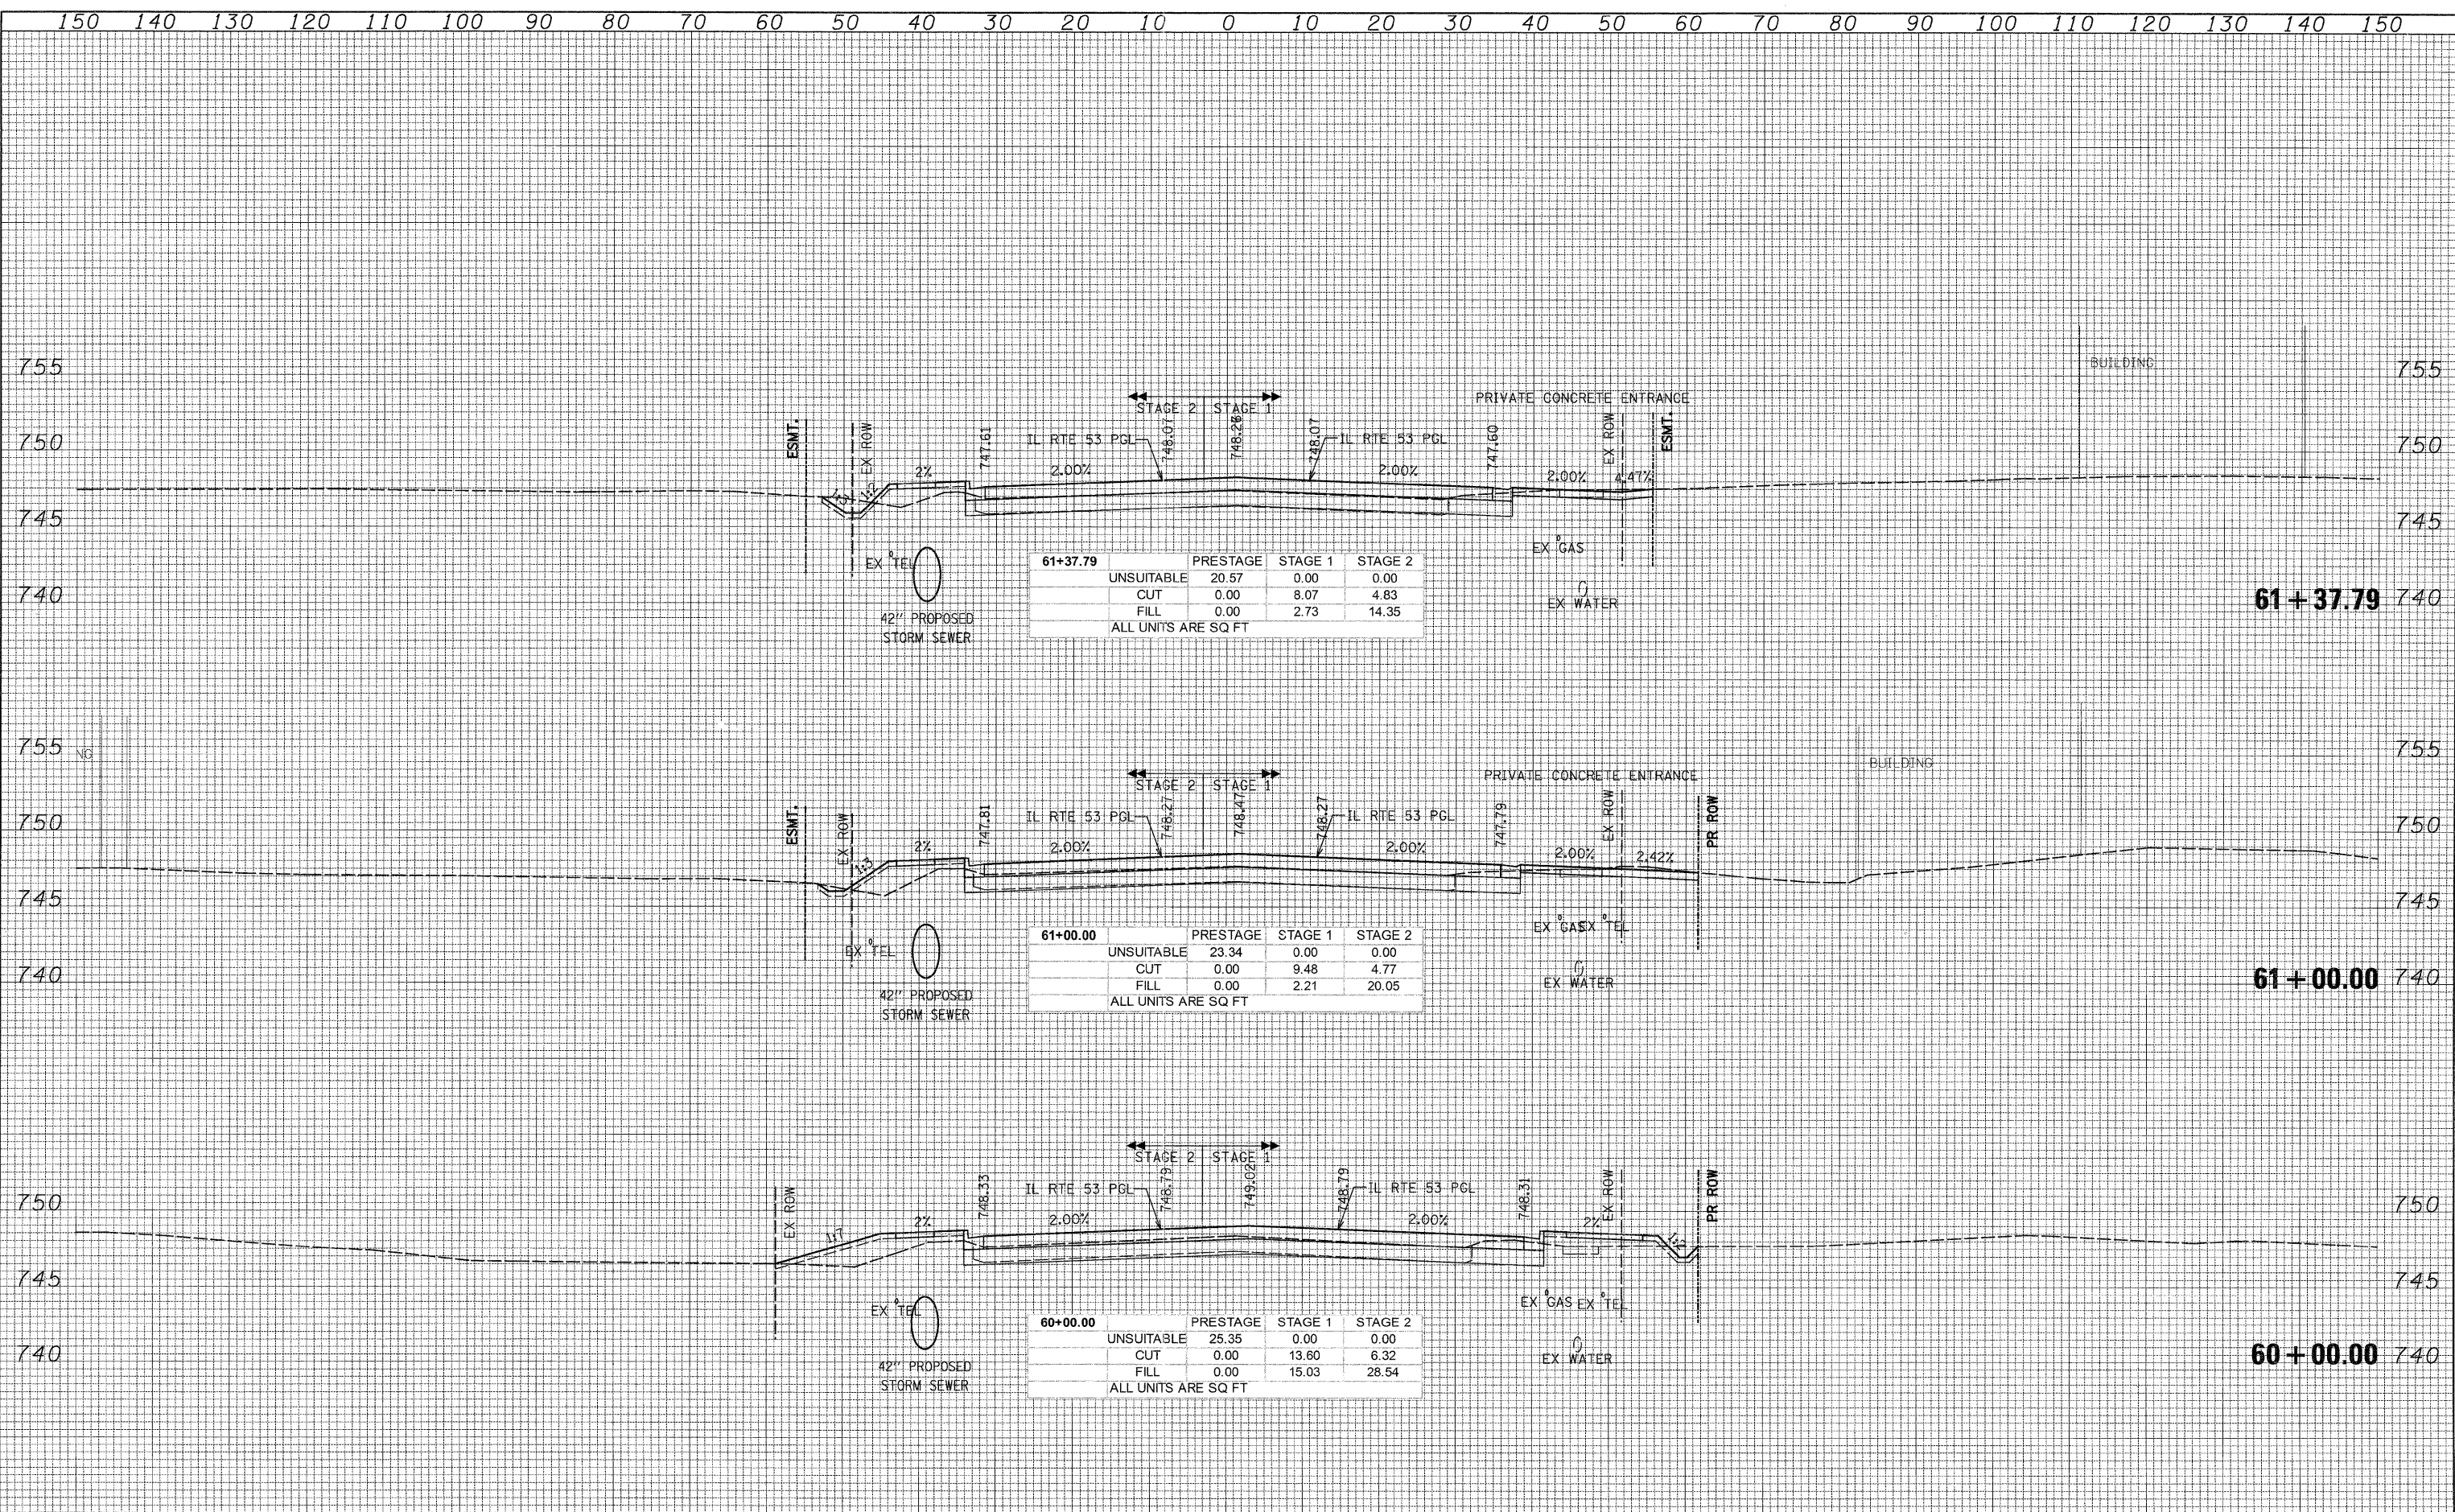 150 140 130 120 110 100 90 80 70 60 50 40 30 20 10 0 10 20 30 40 50 60 70 80 90 100 110 120 130 140 150
755 BUILDING 755
STAGE 2 STAGE 1
PRIVATE CONCRETE ENTRANCE
750 ESMT. EX ROW 747.61 IL RTE 53 PGL 748.07 748.26 748.07 IL RTE 53 PGL 747.60 EX ROW ESMT. 750
2% 2.00% 2.00% 2.00% 4.47%
1:2
745 745
EX TEL EX GAS
61+37.79 PRESTAGE STAGE 1 STAGE 2
UNSUITABLE 20.57 0.00 0.00
740 CUT 0.00 8.07 4.83 EX WATER 61+37.79 740
FILL 0.00 2.73 14.35
ALL UNITS ARE SQ FT
42" PROPOSED
STORM SEWER
755 NG BUILDING 755
STAGE 2 STAGE 1
PRIVATE CONCRETE ENTRANCE
750 ESMT. EX ROW 747.81 IL RTE 53 PGL 748.27 748.47 748.27 IL RTE 53 PGL 747.79 EX ROW PR ROW 750
1:3 2% 2.00% 2.00% 2.00% 2.42%
745 745
EX TEL EX GAS EX TEL
61+00.00 PRESTAGE STAGE 1 STAGE 2
UNSUITABLE 23.34 0.00 0.00
740 CUT 0.00 9.48 4.77 EX WATER 61+00.00 740
FILL 0.00 2.21 20.05
ALL UNITS ARE SQ FT
42" PROPOSED
STORM SEWER
STAGE 2 STAGE 1
750 EX ROW 748.33 IL RTE 53 PGL 748.79 749.02 748.79 IL RTE 53 PGL 748.31 EX ROW PR ROW 750
1:7 2% 2.00% 2.00% 2% 1:2
745 745
EX TEL EX GAS EX TEL
60+00.00 PRESTAGE STAGE 1 STAGE 2
UNSUITABLE 25.35 0.00 0.00
740 CUT 0.00 13.60 6.32 EX WATER 60+00.00 740
FILL 0.00 15.03 28.54
ALL UNITS ARE SQ FT
42" PROPOSED
STORM SEWER